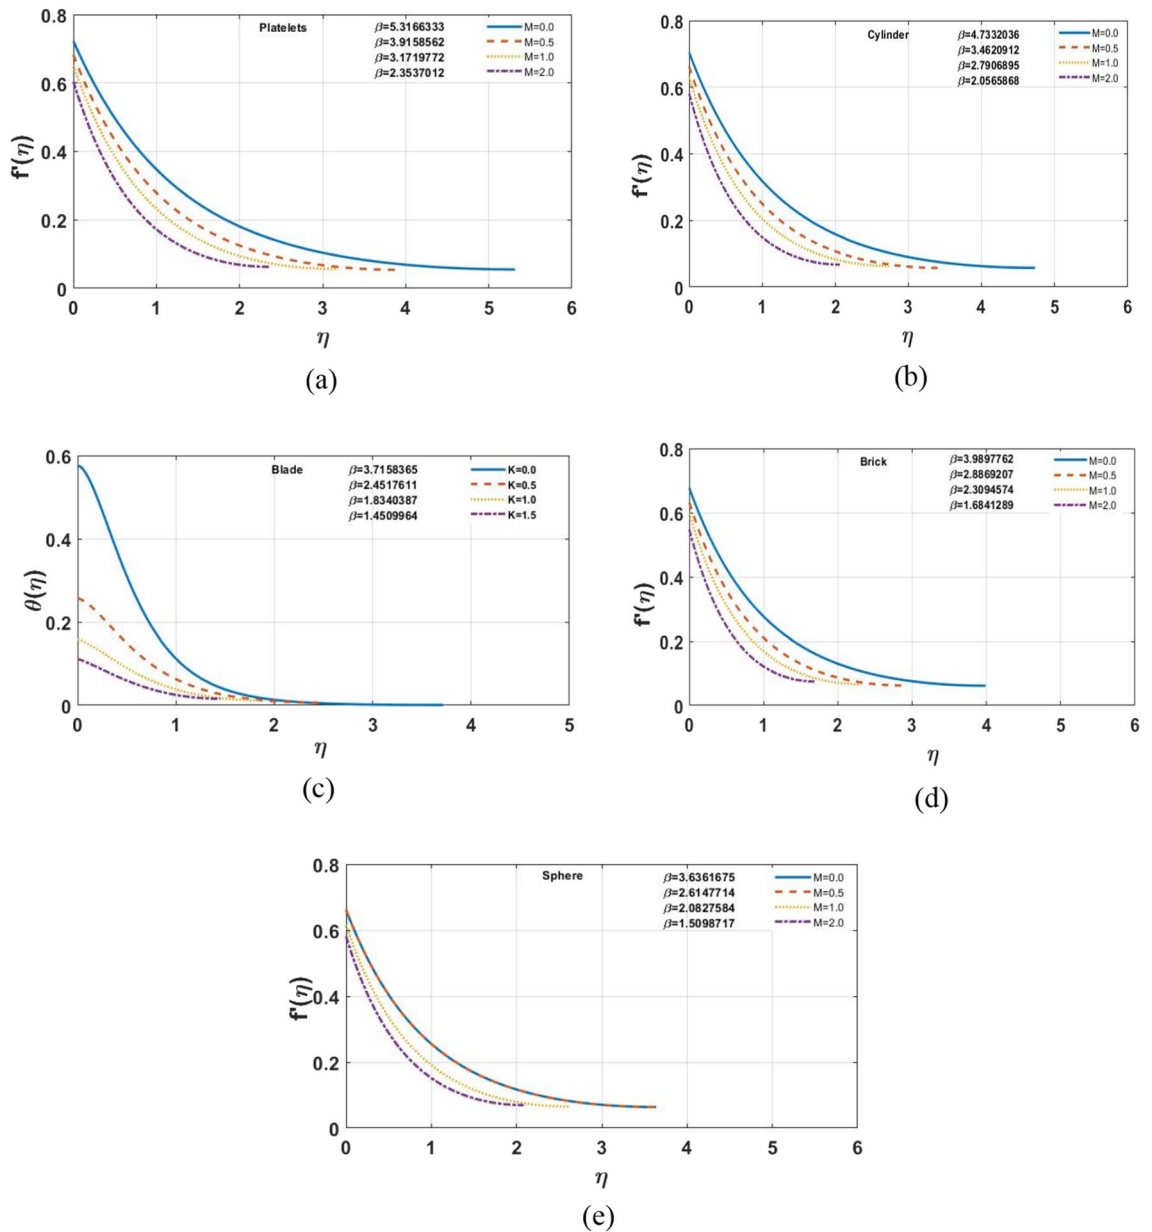 Platelets
β=5.3166333 M=0.0
β=3.9158562 M=0.5
β=3.1719772 M=1.0
β=2.3537012 M=2.0
0.8
0.6
0.4
0.2
0
f'(η)
0 1 2 3 4 5 6
η
(a)
Cylinder
β=4.7332036 M=0.0
β=3.4620912 M=0.5
β=2.7906895 M=1.0
β=2.0565868 M=2.0
0.8
0.6
0.4
0.2
0
f'(η)
0 1 2 3 4 5 6
η
(b)
Blade
β=3.7158365 K=0.0
β=2.4517611 K=0.5
β=1.8340387 K=1.0
β=1.4509964 K=1.5
0.6
0.4
0.2
0
θ(η)
0 1 2 3 4 5
η
(c)
Brick
β=3.9897762 M=0.0
β=2.8869207 M=0.5
β=2.3094574 M=1.0
β=1.6841289 M=2.0
0.8
0.6
0.4
0.2
0
f'(η)
0 1 2 3 4 5 6
η
(d)
Sphere
β=3.6361675 M=0.0
β=2.6147714 M=0.5
β=2.0827584 M=1.0
β=1.5098717 M=2.0
0.8
0.6
0.4
0.2
0
f'(η)
0 1 2 3 4 5 6
η
(e)